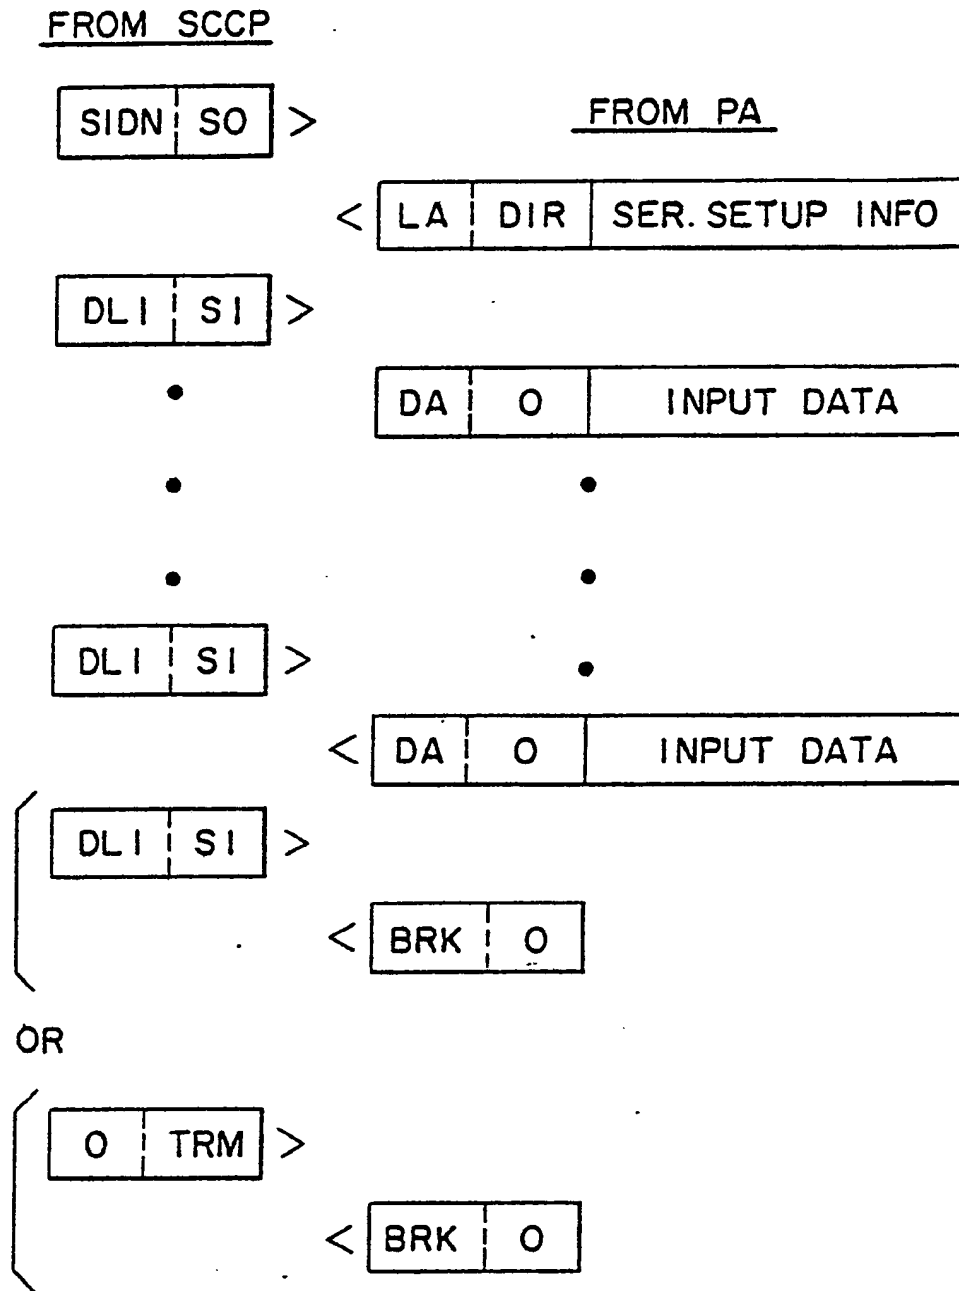 FROM SCCP
SIDN SO >
FROM PA
< LA DIR SER. SETUP INFO
DLI SI >
DA O INPUT DATA
DLI SI >
< DA O INPUT DATA
DLI SI >
< BRK O
OR
O TRM >
< BRK O